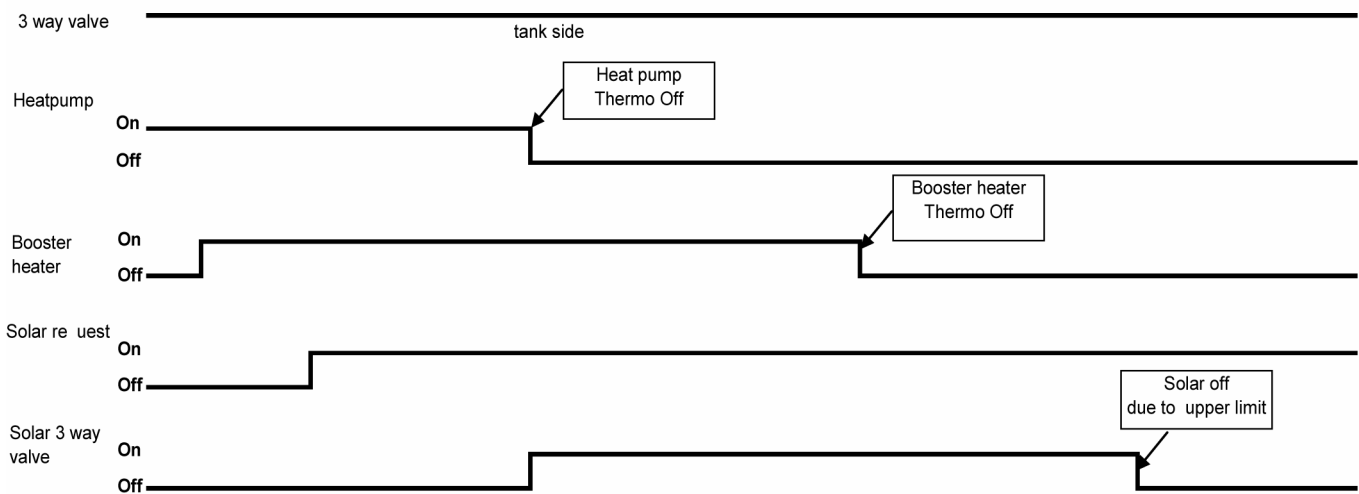 3 way valve
tank side
Heat pump
Thermo Off
Heatpump
On
Off
Booster heater
Thermo Off
Booster
heater
On
Off
Solar re uest
On
Off
Solar off
due to upper limit
Solar 3 way
valve
On
Off